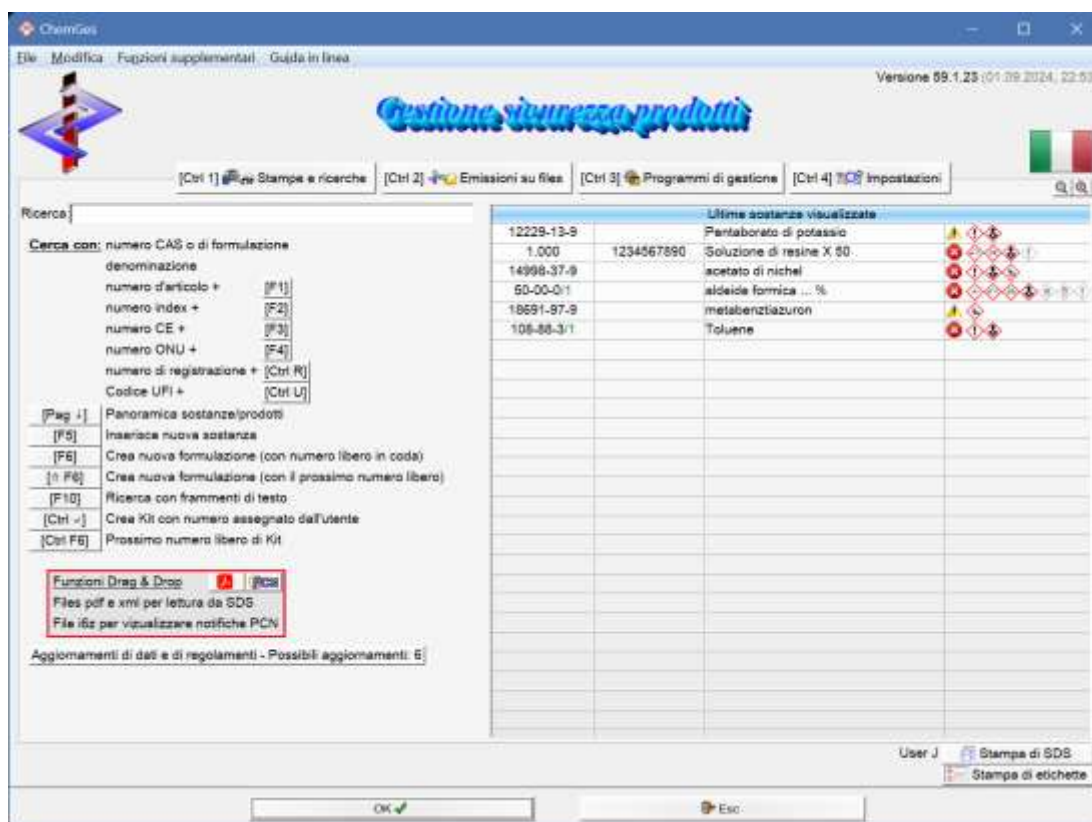 ChemGes
File Modifica Funzioni supplementari Guida in linea
Versione 59.1.23 (01.09.2024, 22:53
Gestione sicurezza prodotti
[Ctrl 1] Stampe e ricerche [Ctrl 2] Emissioni su files [Ctrl 3] Programmi di gestione [Ctrl 4] Impostazioni
Ricerca:
Cerca con: numero CAS o di formulazione
denominazione
numero d'articolo + [F1]
numero index + [F2]
numero CE + [F3]
numero ONU + [F4]
numero di registrazione + [Ctrl R]
Codice UFI + [Ctrl U]
[Pag ↓] Panoramica sostanze/prodotti
[F5] Inserisce nuova sostanza
[F6] Crea nuova formulazione (con numero libero in coda)
[⇧ F6] Crea nuova formulazione (con il prossimo numero libero)
[F10] Ricerca con frammenti di testo
[Ctrl ↵] Crea Kit con numero assegnato dall'utente
[Ctrl F6] Prossimo numero libero di Kit
Funzioni Drag & Drop
Files pdf e xml per lettura da SDS
File i6z per vizualizzare notifiche PCN
Aggiornamenti di dati e di regolamenti - Possibili aggiornamenti: 6
Ultime sostanze visualizzate
12229-13-9 Pentaborato di potassio
1.000 1234567890 Soluzione di resine X 50
14998-37-9 acetato di nichel
50-00-0/1 aldeide formica ... %
18691-97-9 metabenztiazuron
108-88-3/1 Toluene
User J Stampa di SDS
Stampa di etichette
OK Esc